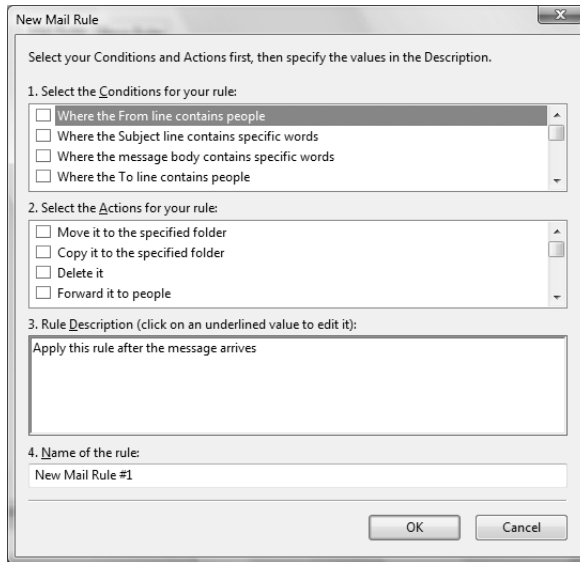 New Mail Rule
Select your Conditions and Actions first, then specify the values in the Description.
1. Select the Conditions for your rule:
Where the From line contains people
Where the Subject line contains specific words
Where the message body contains specific words
Where the To line contains people
2. Select the Actions for your rule:
Move it to the specified folder
Copy it to the specified folder
Delete it
Forward it to people
3. Rule Description (click on an underlined value to edit it):
Apply this rule after the message arrives
4. Name of the rule:
New Mail Rule #1
OK
Cancel